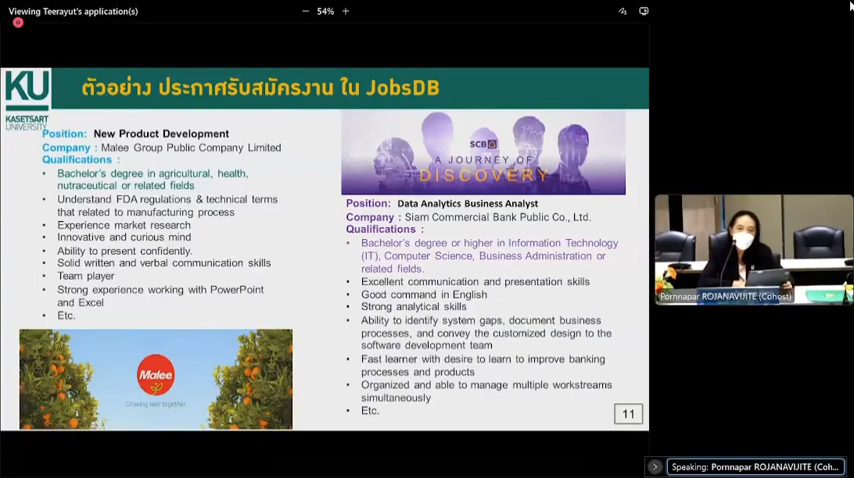 Viewing Teerayut's application(s)
54%
KU
KASETSART
UNIVERSITY
ตัวอย่าง ประกาศรับสมัครงาน ใน JobsDB
Position: New Product Development
Company : Malee Group Public Company Limited
Qualifications :
• Bachelor's degree in agricultural, health,
nutraceutical or related fields
• Understand FDA regulations & technical terms
that related to manufacturing process
• Experience market research
• Innovative and curious mind
• Ability to present confidently.
• Solid written and verbal communication skills
• Team player
• Strong experience working with PowerPoint
and Excel
• Etc.
Malee
Growing well together
SCB
A JOURNEY OF
DISCOVERY
Position: Data Analytics Business Analyst
Company : Siam Commercial Bank Public Co., Ltd.
Qualifications :
• Bachelor's degree or higher in Information Technology
(IT), Computer Science, Business Administration or
related fields.
• Excellent communication and presentation skills
• Good command in English
• Strong analytical skills
• Ability to identify system gaps, document business
processes, and convey the customized design to the
software development team
• Fast learner with desire to learn to improve banking
processes and products
• Organized and able to manage multiple workstreams
simultaneously
• Etc.
11
Pornnapar ROJANAVIJITE (Cohost)
Speaking: Pornnapar ROJANAVIJITE (Coh...